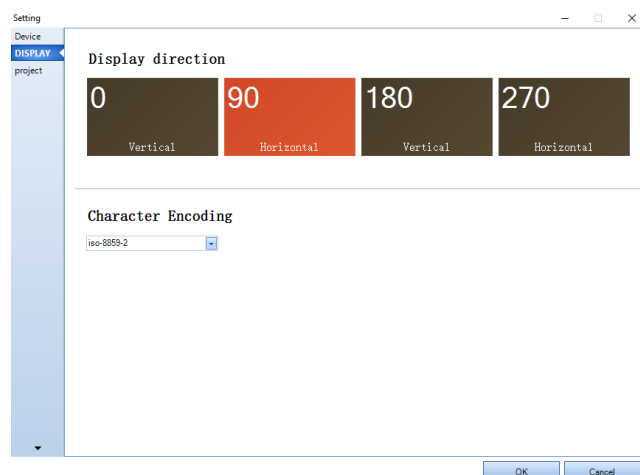 Setting
Device
DISPLAY
project
Display direction
0
Vertical
90
Horizontal
180
Vertical
270
Horizontal
Character Encoding
iso-8859-2
OK
Cancel